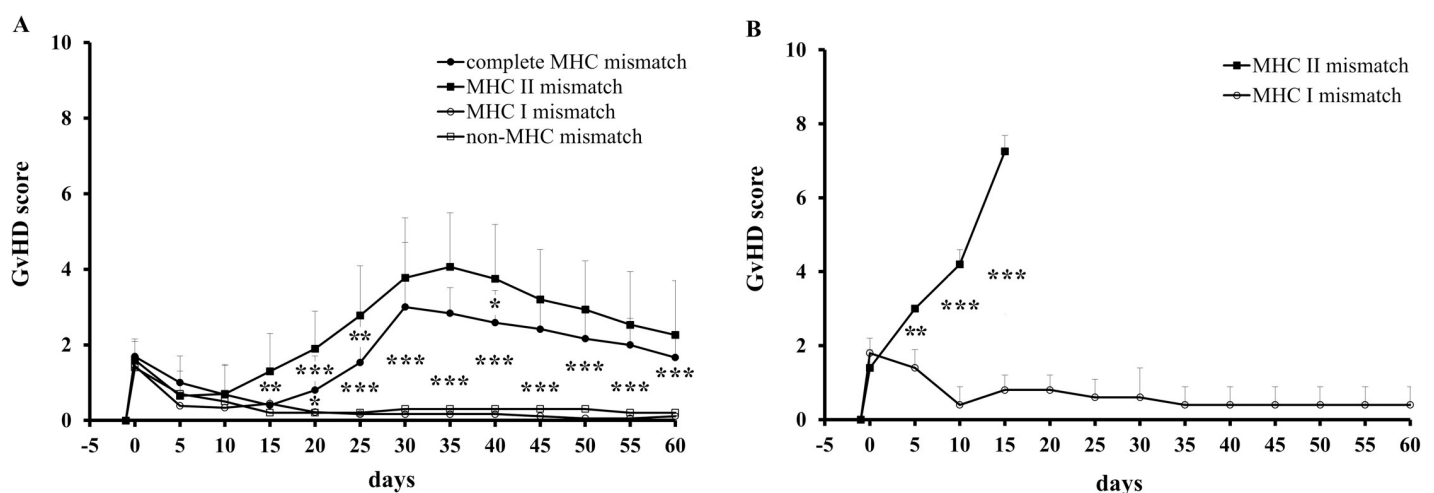 A
10
8
6
4
2
0
GvHD score
-5 0 5 10 15 20 25 30 35 40 45 50 55 60
days
complete MHC mismatch
MHC II mismatch
MHC I mismatch
non-MHC mismatch
*
**
***
***
***
***
***
**
***
***
***
***
***
*
B
10
8
6
4
2
0
GvHD score
-5 0 5 10 15 20 25 30 35 40 45 50 55 60
days
MHC II mismatch
MHC I mismatch
***
***
**